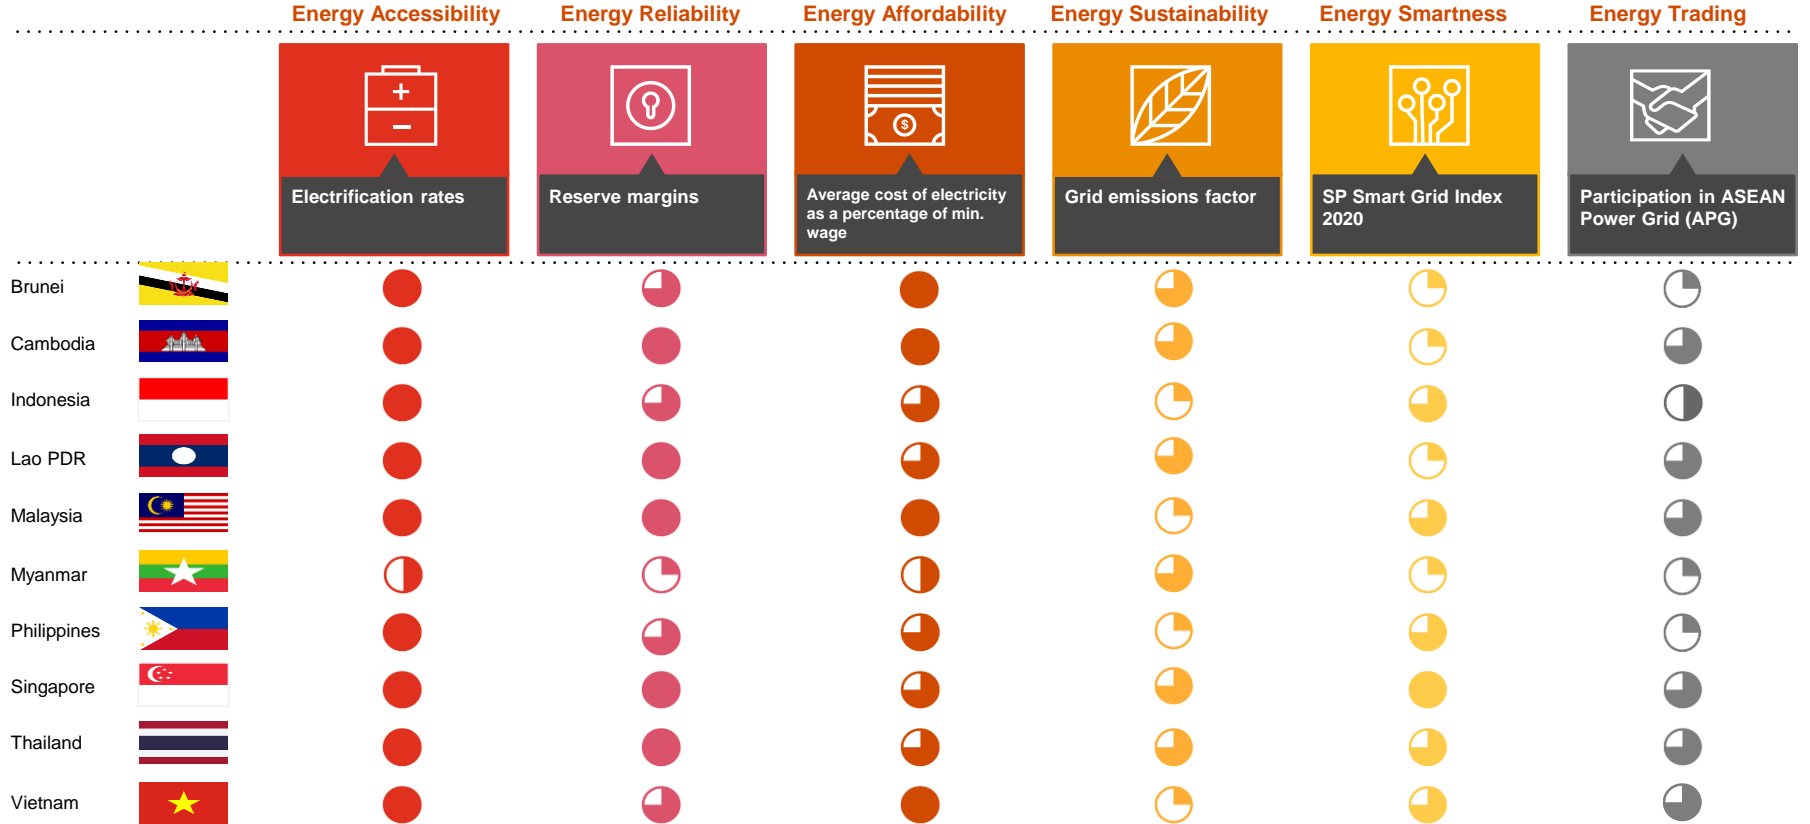 Energy Accessibility
Energy Reliability
Energy Affordability
Energy Sustainability
Energy Smartness
Energy Trading
+
−
$
Electrification rates
Reserve margins
Average cost of electricity
as a percentage of min.
wage
Grid emissions factor
SP Smart Grid Index
2020
Participation in ASEAN
Power Grid (APG)
Brunei
Cambodia
Indonesia
Lao PDR
Malaysia
Myanmar
Philippines
Singapore
Thailand
Vietnam